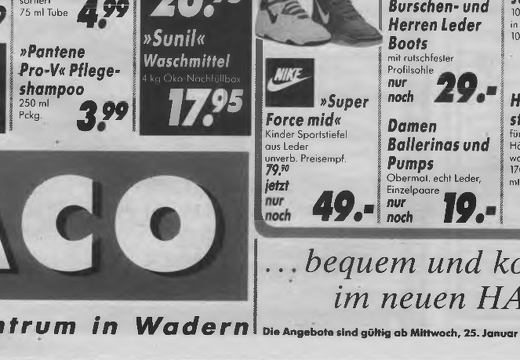 75 ml Tube
4.99
»Pantene
Pro-V« Pflege-
shampoo
250 ml
Pckg.
3.99
»Sunil«
Waschmittel
4 kg Öko-Nachfüllbox
17.95
NIKE
»Super
Force mid«
Kinder Sportstiefel
aus Leder
unverb. Preisempf.
79,90
jetzt
nur
noch
49.-
Burschen- und
Herren Leder
Boots
mit rutschfester
Profilsohle
nur
noch
29.-
Damen
Ballerinas und
Pumps
Obermat. echt Leder,
Einzelpaare
nur
noch
19.-
ACO
ntrum in Wadern
... bequem und ko
im neuen HA
Die Angebote sind gültig ab Mittwoch, 25. Januar